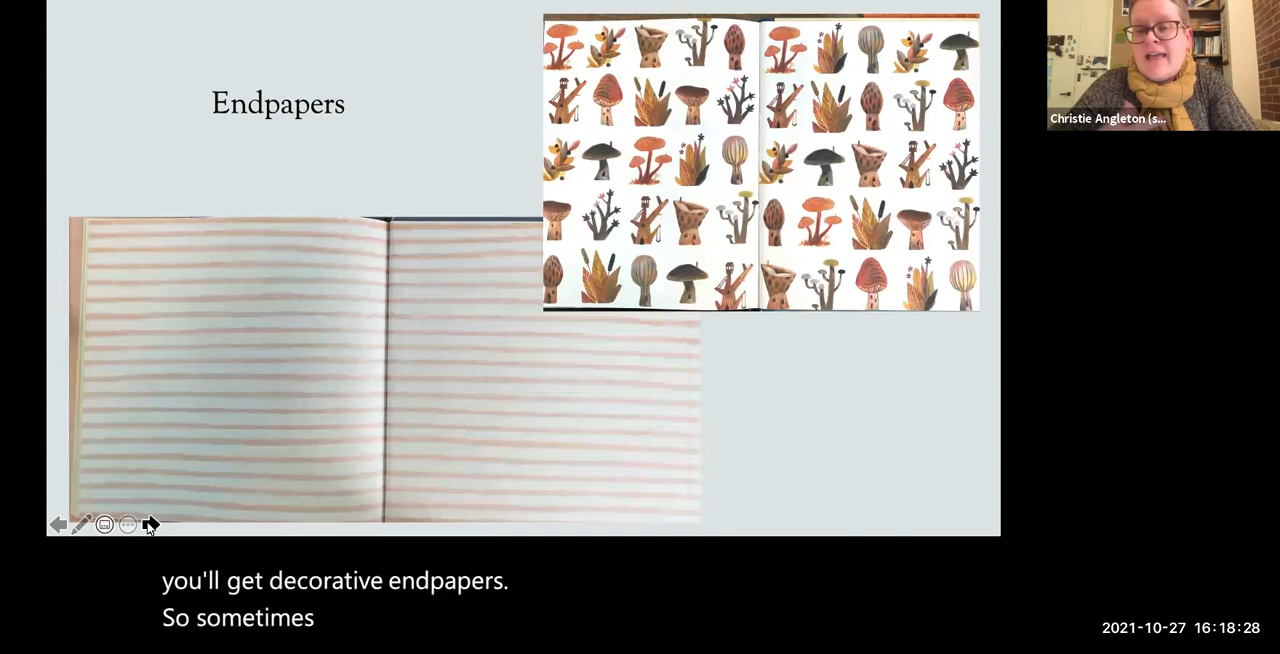 Endpapers
Christie Angleton (s...
you'll get decorative endpapers.
So sometimes
2021-10-27 16:18:28